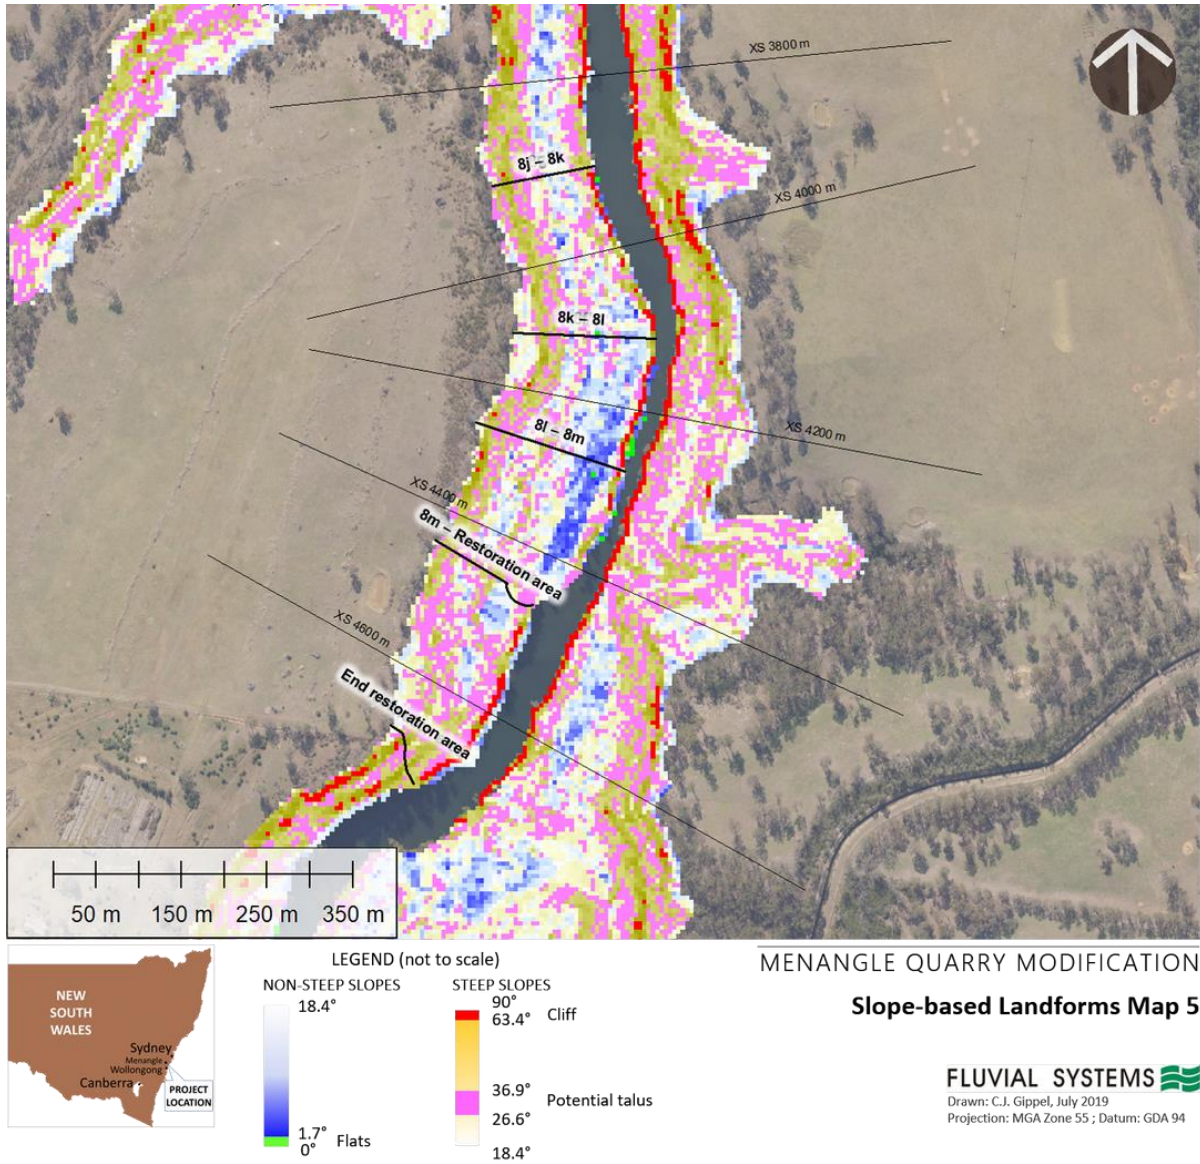 XS 3800 m
8j – 8k
XS 4000 m
8k – 8l
XS 4200 m
8l – 8m
XS 4400 m
8m – Restoration area
XS 4600 m
End restoration area
50 m 150 m 250 m 350 m
NEW
SOUTH
WALES
Sydney
Menangle
Wollongong
Canberra
PROJECT
LOCATION
LEGEND (not to scale)
NON-STEEP SLOPES
18.4°
1.7°
0°
Flats
STEEP SLOPES
90°
63.4°
Cliff
36.9°
Potential talus
26.6°
18.4°
MENANGLE QUARRY MODIFICATION
Slope-based Landforms Map 5
FLUVIAL SYSTEMS
Drawn: C.J. Gippel, July 2019
Projection: MGA Zone 55 ; Datum: GDA 94